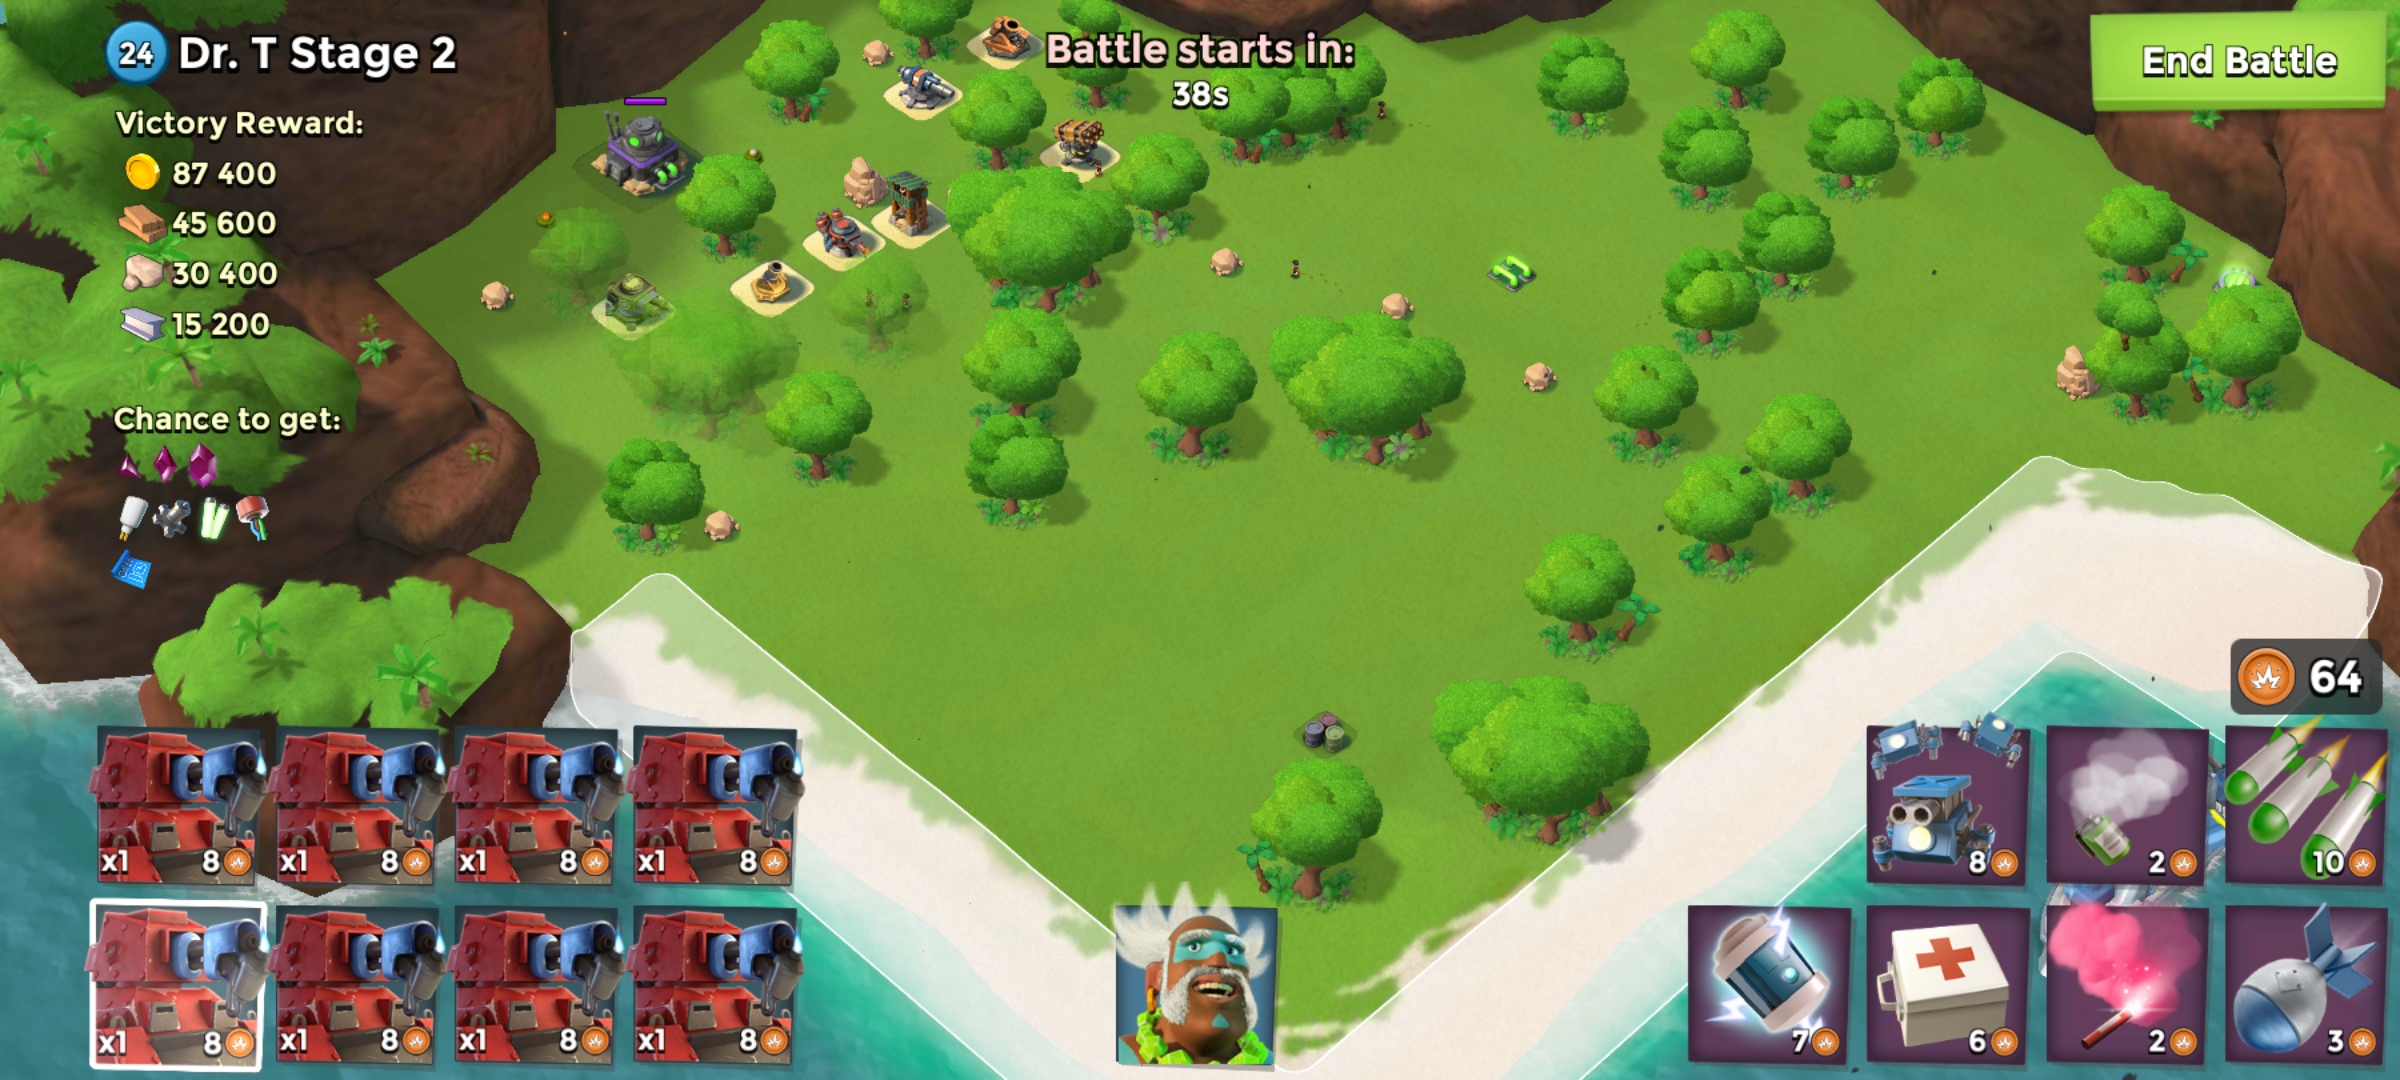 24 Dr. T Stage 2
Battle starts in:
38s
End Battle
Victory Reward:
87 400
45 600
30 400
15 200
Chance to get:
64
x1 8
x1 8
x1 8
x1 8
8
2
10
x1 8
x1 8
x1 8
x1 8
7
6
2
3